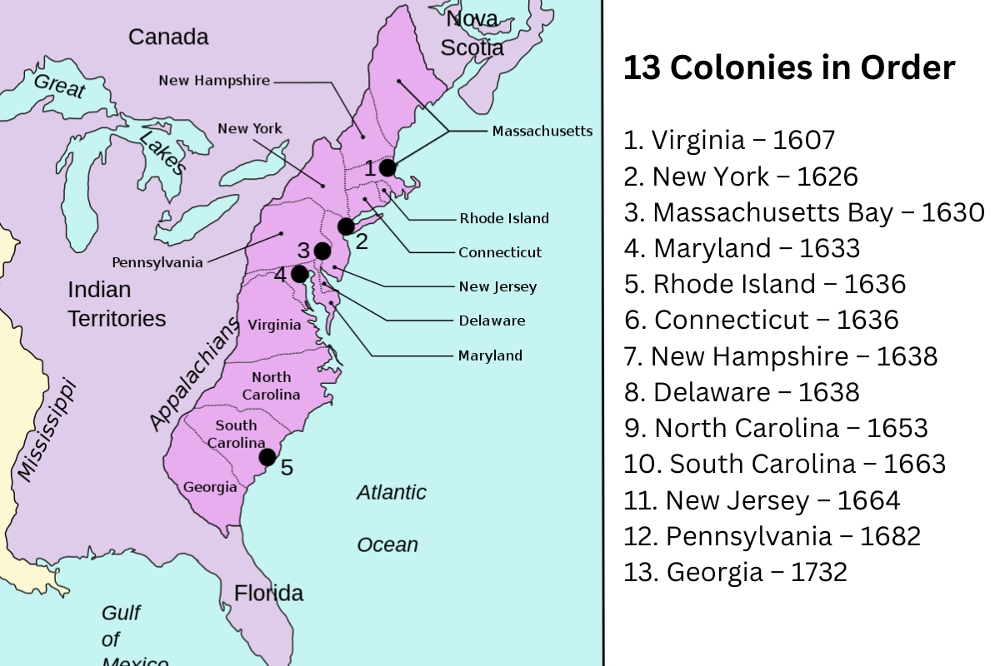 Canada
Nova
Scotia
Great
Lakes
New Hampshire
New York
Massachusetts
1
Rhode Island
2
Connecticut
3
Pennsylvania
4
New Jersey
Indian
Territories
Delaware
Virginia
Maryland
Appalachians
North
Carolina
Mississippi
South
Carolina
5
Georgia
Atlantic
Ocean
Florida
Gulf
of
Mexico
13 Colonies in Order
1. Virginia – 1607
2. New York – 1626
3. Massachusetts Bay – 1630
4. Maryland – 1633
5. Rhode Island – 1636
6. Connecticut – 1636
7. New Hampshire – 1638
8. Delaware – 1638
9. North Carolina – 1653
10. South Carolina – 1663
11. New Jersey – 1664
12. Pennsylvania – 1682
13. Georgia – 1732